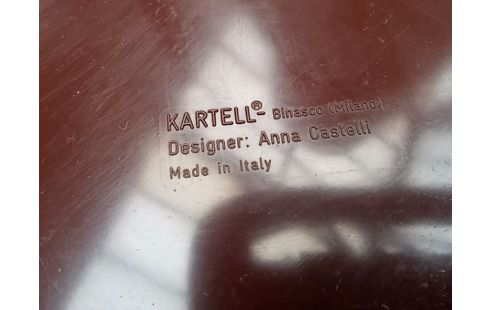 KARTELL®- Binasco (Milano)
Designer: Anna Castelli
Made in Italy